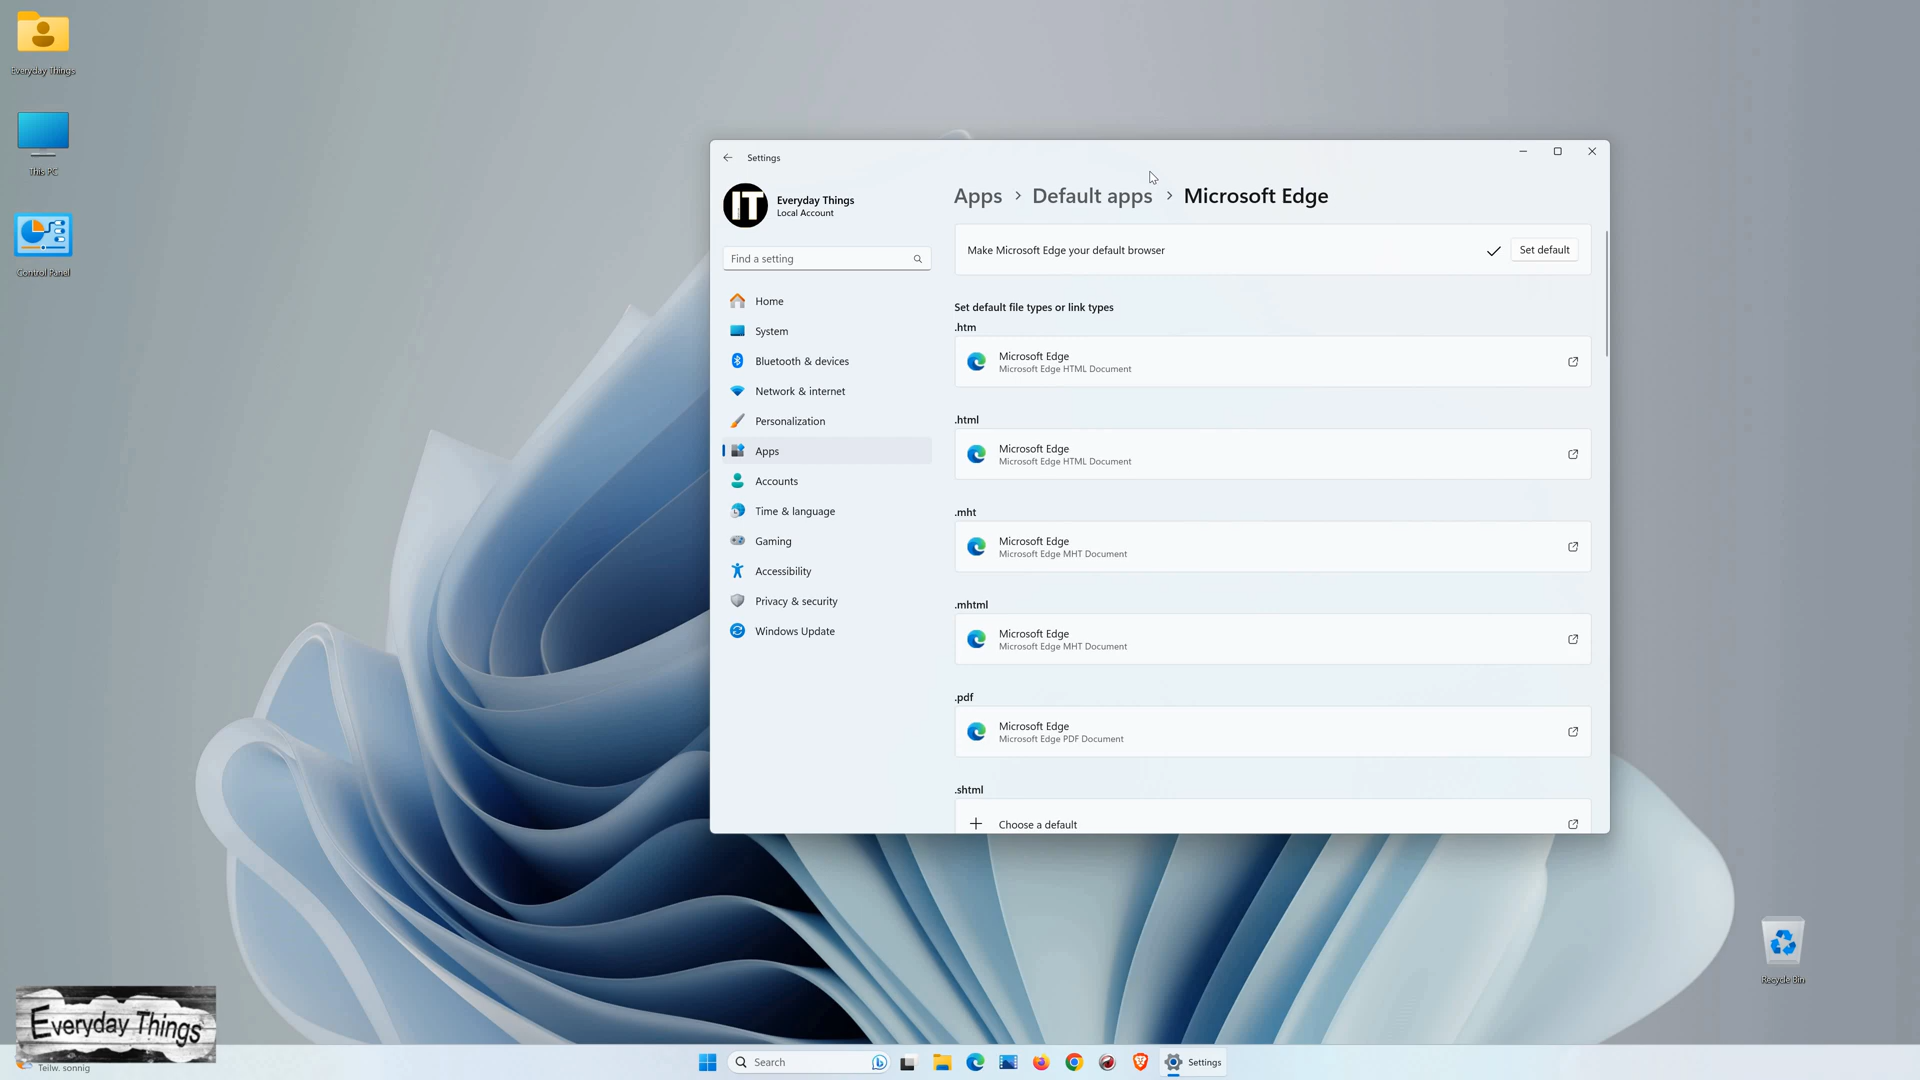 Everyday Things
This PC
Control Panel
Settings
IT
Everyday Things
Local Account
Find a setting
Home
System
Bluetooth & devices
Network & internet
Personalization
Apps
Accounts
Time & language
Gaming
Accessibility
Privacy & security
Windows Update
Apps > Default apps > Microsoft Edge
Make Microsoft Edge your default browser
Set default
Set default file types or link types
.htm
Microsoft Edge
Microsoft Edge HTML Document
.html
Microsoft Edge
Microsoft Edge HTML Document
.mht
Microsoft Edge
Microsoft Edge MHT Document
.mhtml
Microsoft Edge
Microsoft Edge MHT Document
.pdf
Microsoft Edge
Microsoft Edge PDF Document
.shtml
Choose a default
Recycle Bin
Everyday Things
Teilw. sonnig
Search
Settings